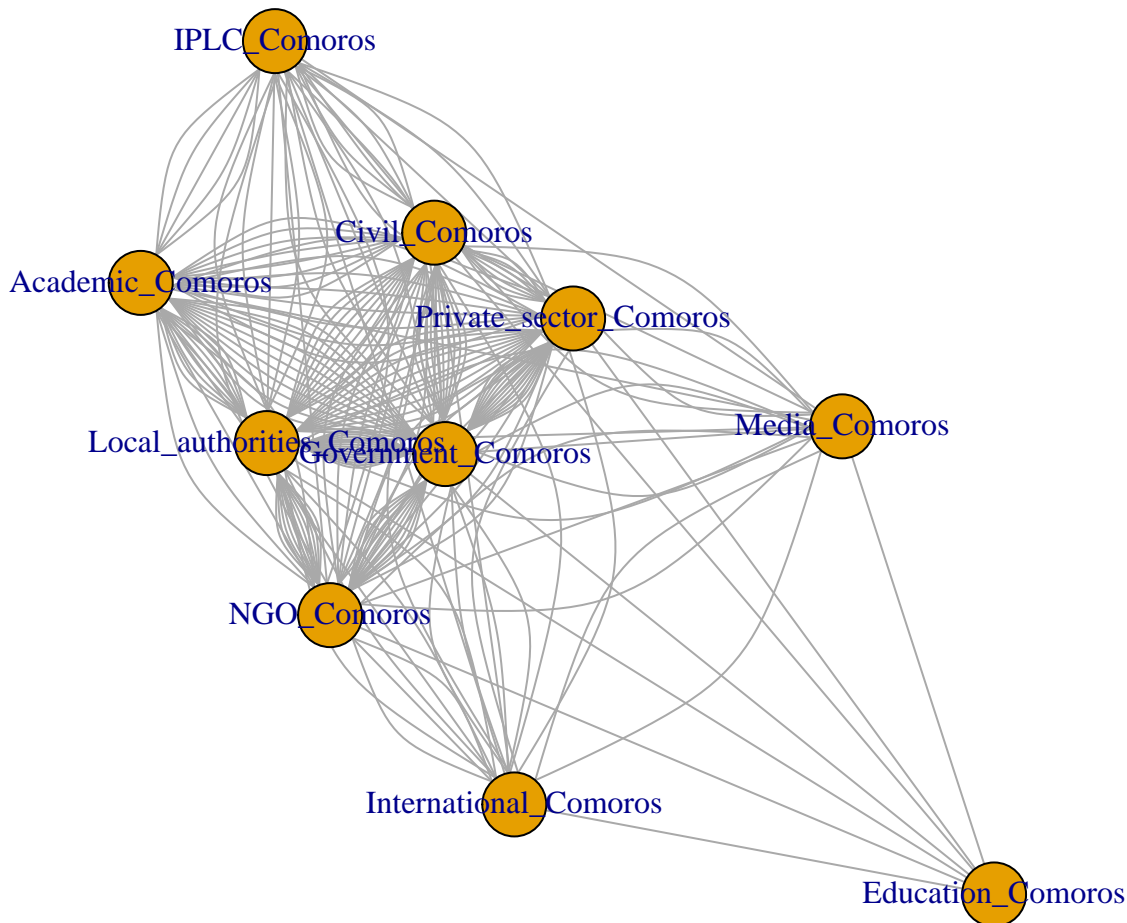 IPLC_Comoros
Civil_Comoros
Academic_Comoros
Private_sector_Comoros
Media_Comoros
Local_authorities_Comoros
Government_Comoros
NGO_Comoros
International_Comoros
Education_Comoros